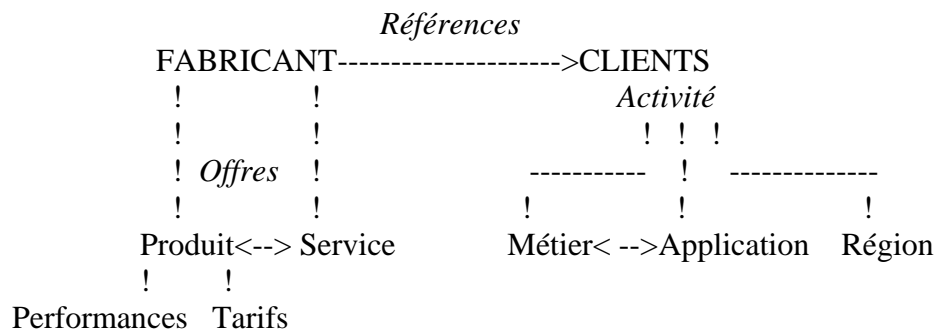 Références
FABRICANT--------------------->CLIENTS
! ! Activité
! ! ! ! !
! Offres ! ----------- ! --------------
! ! ! ! !
Produit<--> Service Métier< -->Application Région
! !
Performances Tarifs